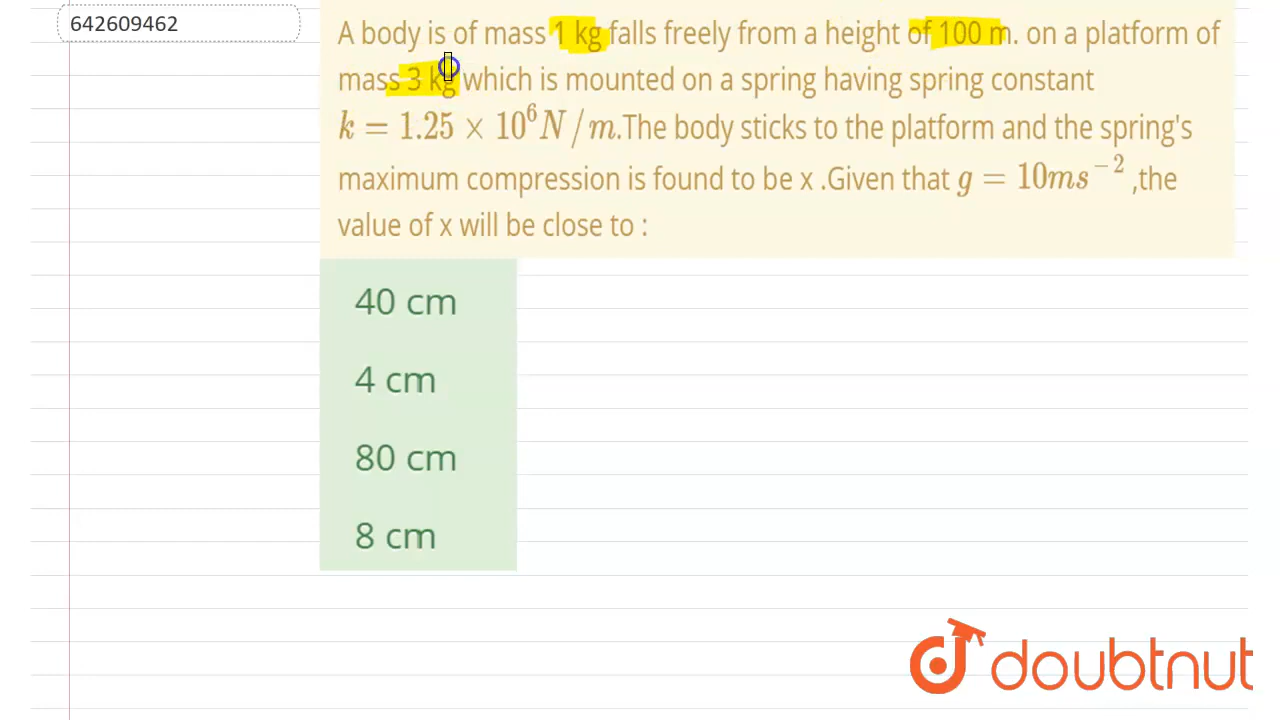 642609462
A body is of mass 1 kg falls freely from a height of 100 m. on a platform of
mass 3 kg which is mounted on a spring having spring constant
k = 1.25 × 10⁶ N/m.The body sticks to the platform and the spring's
maximum compression is found to be x .Given that g = 10ms⁻² ,the
value of x will be close to :
40 cm
4 cm
80 cm
8 cm
doubtnut